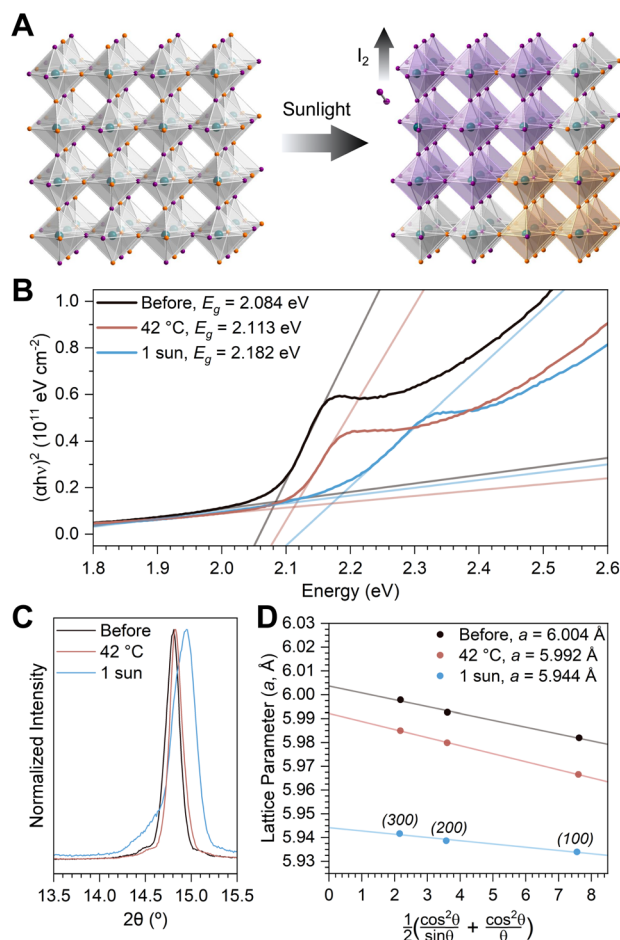 A
I₂
Sunlight
B
Before, E_g = 2.084 eV
42 °C, E_g = 2.113 eV
1 sun, E_g = 2.182 eV
(αhν)² (10¹¹ eV cm⁻²)
1.0
0.8
0.6
0.4
0.2
0.0
1.8
1.9
2.0
2.1
2.2
2.3
2.4
2.5
2.6
Energy (eV)
C
Before
42 °C
1 sun
Normalized Intensity
13.5
14.0
14.5
15.0
15.5
2θ (º)
D
Before, a = 6.004 Å
42 °C, a = 5.992 Å
1 sun, a = 5.944 Å
Lattice Parameter (a, Å)
6.03
6.02
6.01
6.00
5.99
5.98
5.97
5.96
5.95
5.94
5.93
(300)
(200)
(100)
0
1
2
3
4
5
6
7
8
½(cos²θ/sinθ + cos²θ/θ)